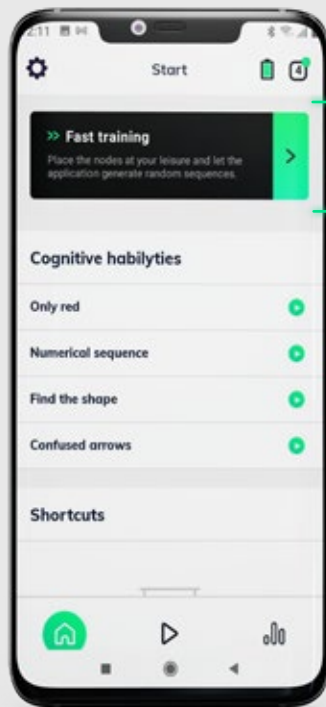 2:11
Start
4
>> Fast training
Place the nodes at your leisure and let the
application generate random sequences.
>
Cognitive habilyties
Only red
Numerical sequence
Find the shape
Confused arrows
Shortcuts